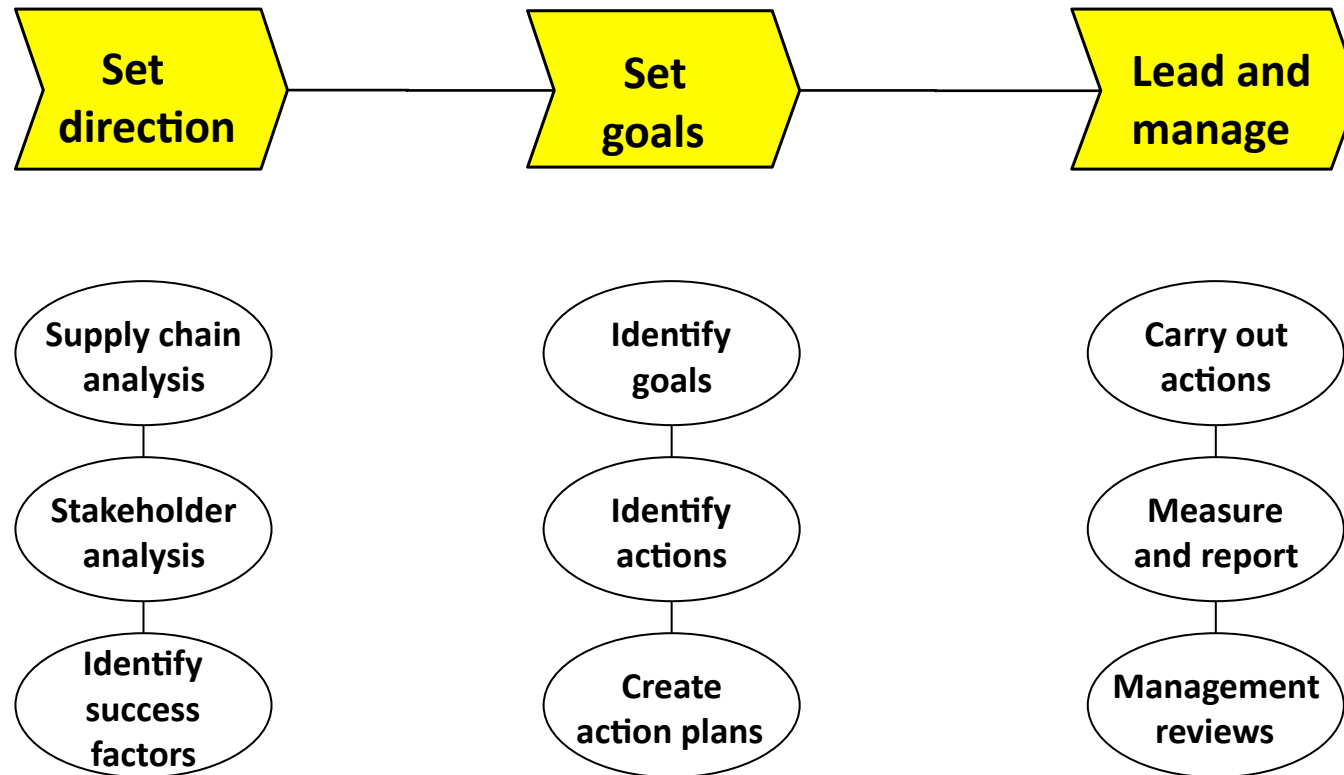 Set
direction
Set
goals
Lead and
manage
Supply chain
analysis
Identify
goals
Carry out
actions
Stakeholder
analysis
Identify
actions
Measure
and report
Identify
success
factors
Create
action plans
Management
reviews